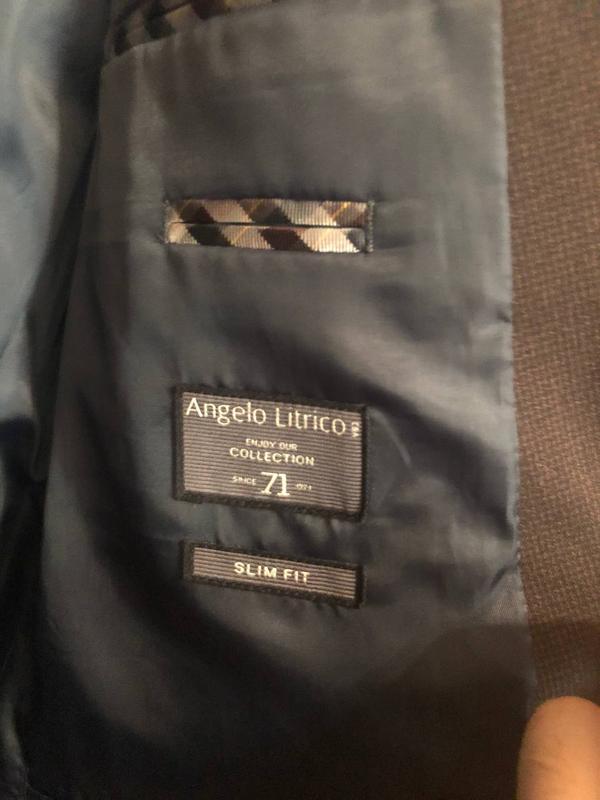 Angelo Litrico
ENJOY OUR
COLLECTION
SINCE 71
SLIM FIT